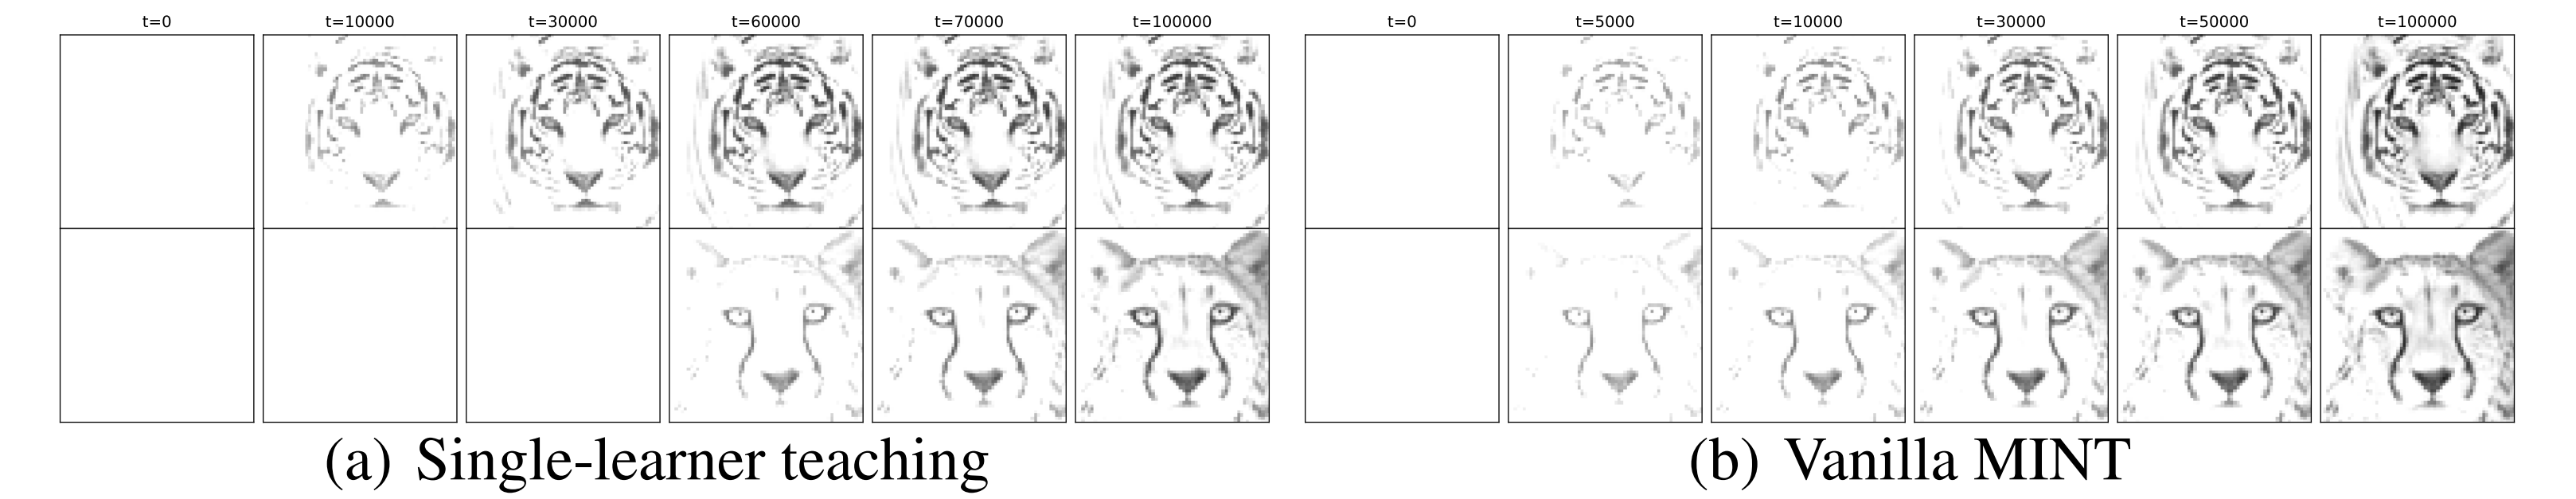 t=0 t=10000 t=30000 t=60000 t=70000 t=100000 t=0 t=5000 t=10000 t=30000 t=50000 t=100000
(a) Single-learner teaching
(b) Vanilla MINT